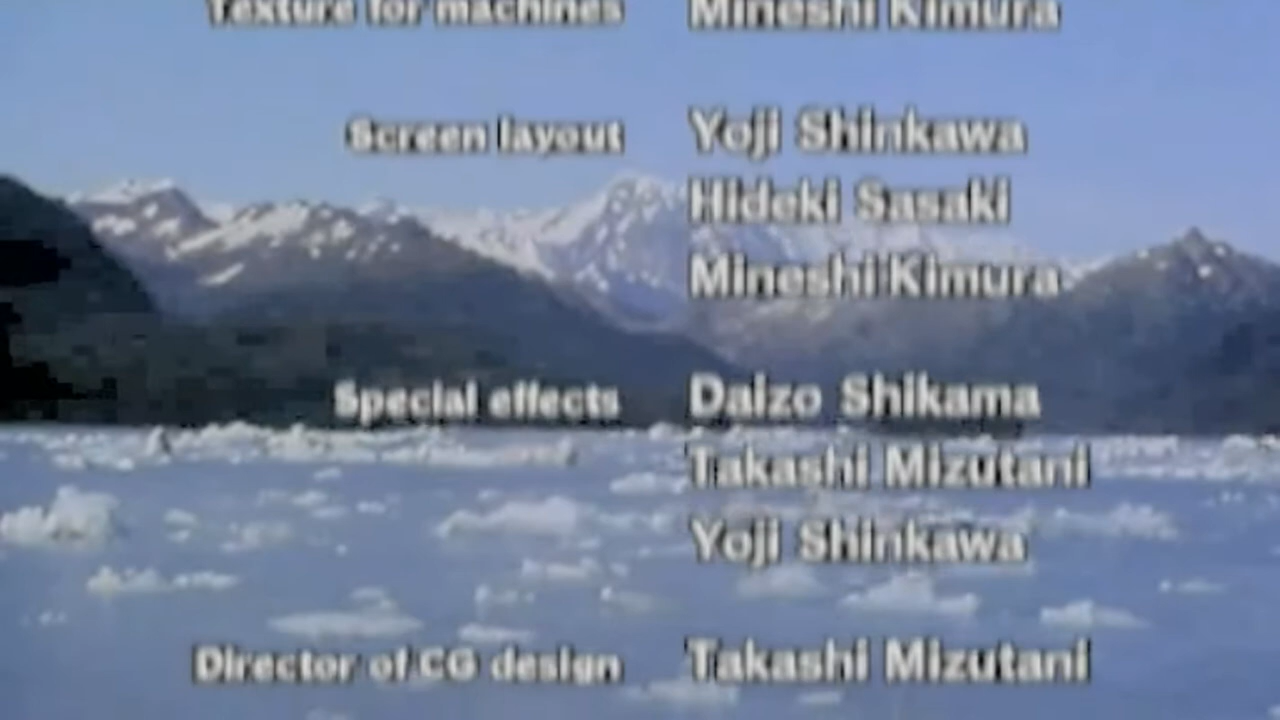 Texture for machines Mineshi Kimura
Screen layout Yoji Shinkawa
Hideki Sasaki
Mineshi Kimura
Special effects Daizo Shikama
Takashi Mizutani
Yoji Shinkawa
Director of CG design Takashi Mizutani